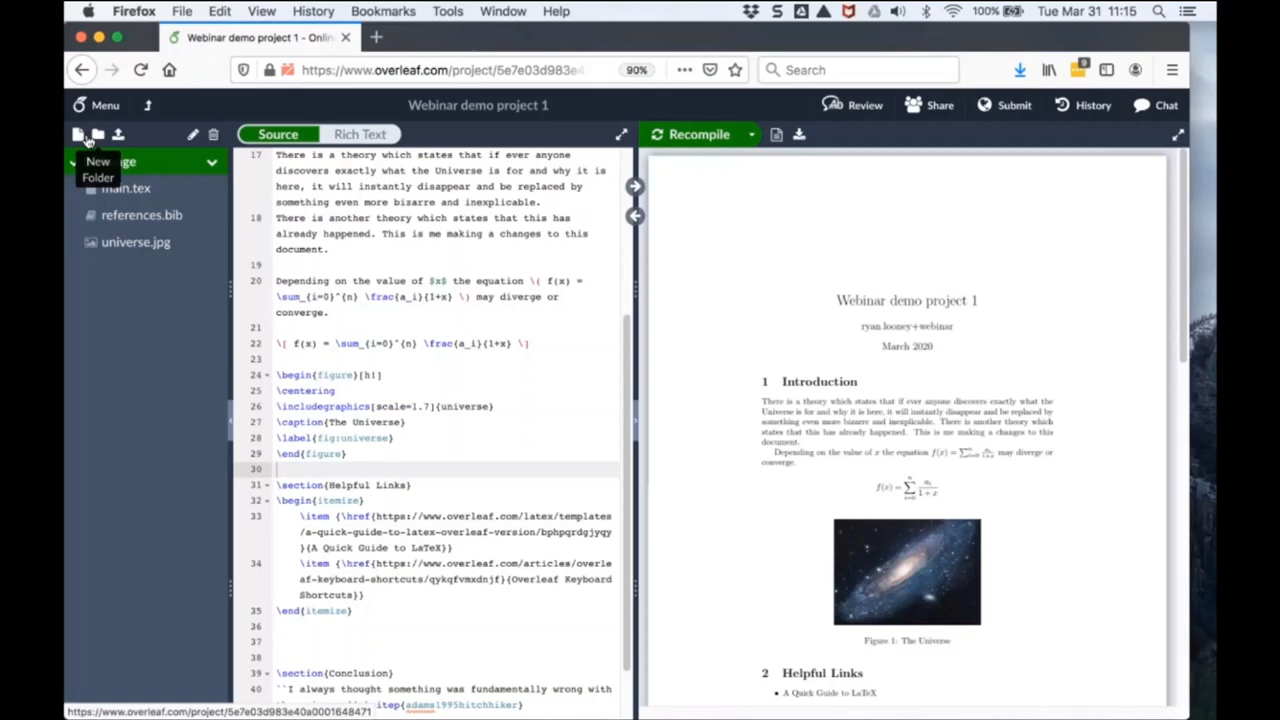 Firefox File Edit View History Bookmarks Tools Window Help 100% Tue Mar 31 11:15
Webinar demo project 1 - Onlin
https://www.overleaf.com/project/5e7e03d983e4 90% Search 9
Menu Webinar demo project 1 Review Share Submit History Chat
Source Rich Text Recompile
New
Folder
age
main.tex
references.bib
universe.jpg
17 There is a theory which states that if ever anyone
discovers exactly what the Universe is for and why it is
here, it will instantly disappear and be replaced by
something even more bizarre and inexplicable.
18 There is another theory which states that this has
already happened. This is me making a changes to this
document.
19
20 Depending on the value of $x$ the equation \( f(x) =
\sum_{i=0}^{n} \frac{a_i}{1+x} \) may diverge or
converge.
21
22 \[ f(x) = \sum_{i=0}^{n} \frac{a_i}{1+x} \]
23
24 \begin{figure}[h!]
25 \centering
26 \includegraphics[scale=1.7]{universe}
27 \caption{The Universe}
28 \label{fig:universe}
29 \end{figure}
30
31 \section{Helpful Links}
32 \begin{itemize}
33 \item {\href{https://www.overleaf.com/latex/templates
/a-quick-guide-to-latex-overleaf-version/bphpqrdgjyqy
}{A Quick Guide to LaTeX}}
34 \item {\href{https://www.overleaf.com/articles/overle
af-keyboard-shortcuts/qykqfvmxdnjf}{Overleaf Keyboard
Shortcuts}}
35 \end{itemize}
36
37
38
39 \section{Conclusion}
40 ``I always thought something was fundamentally wrong with
adams1995hitchhiker}
https://www.overleaf.com/project/5e7e03d983e40a0001648471
Webinar demo project 1
ryan.looney+webinar
March 2020
1 Introduction
There is a theory which states that if ever anyone discovers exactly what the
Universe is for and why it is here, it will instantly disappear and be replaced by
something even more bizarre and inexplicable. There is another theory which
states that this has already happened. This is me making a changes to this
document.
Depending on the value of x the equation f(x) = ∑ⁿᵢ₌₀ aᵢ/1+x may diverge or
converge.
f(x) = ∑ⁿᵢ₌₀ aᵢ/1+x
Figure 1: The Universe
2 Helpful Links
• A Quick Guide to LaTeX